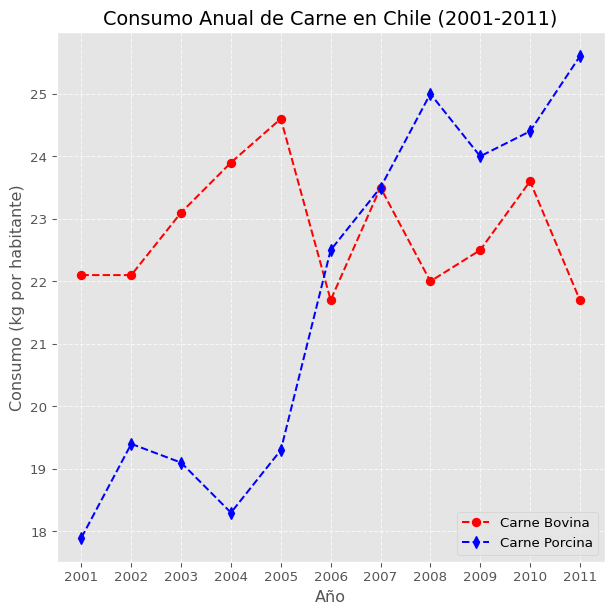 Consumo Anual de Carne en Chile (2001-2011)
Consumo (kg por habitante)
25
24
23
22
21
20
19
18
2001 2002 2003 2004 2005 2006 2007 2008 2009 2010 2011
Año
Carne Bovina
Carne Porcina